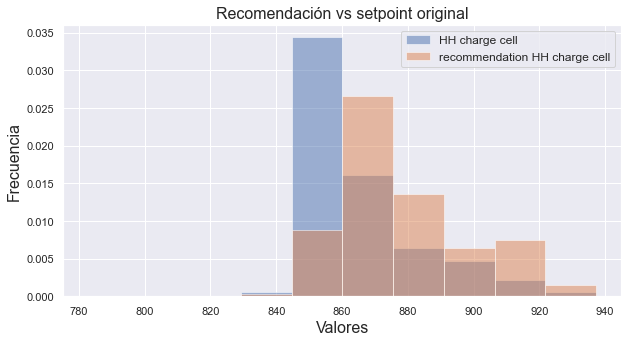 Recomendación vs setpoint original
HH charge cell
recommendation HH charge cell
Frecuencia
0.035
0.030
0.025
0.020
0.015
0.010
0.005
0.000
780 800 820 840 860 880 900 920 940
Valores